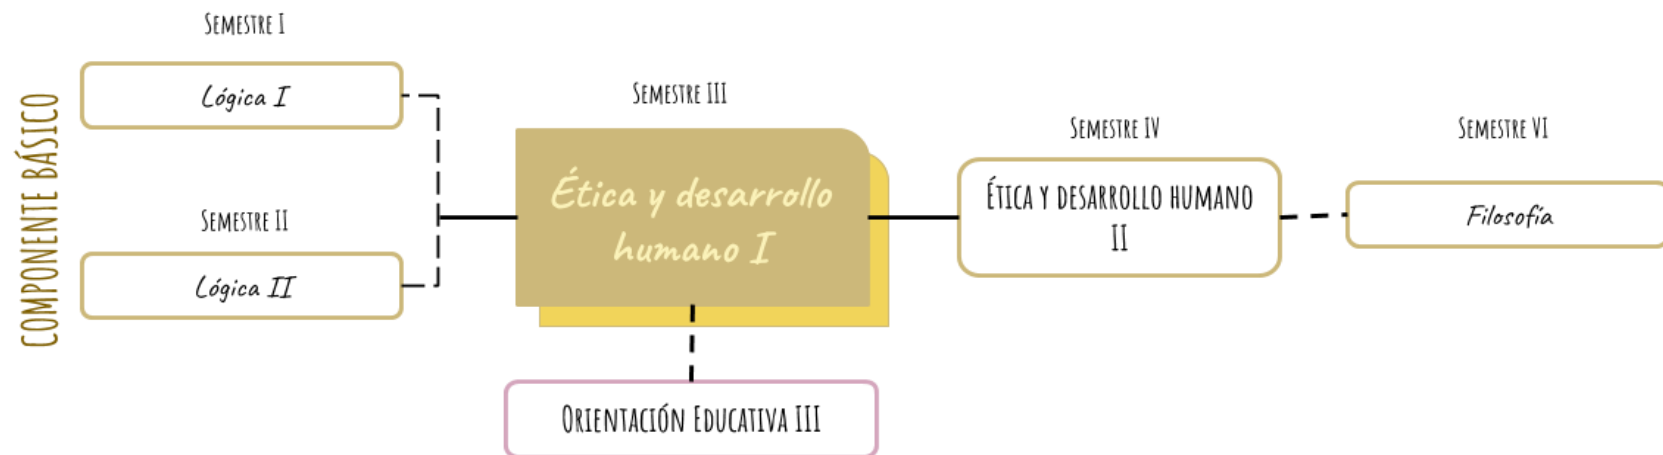 COMPONENTE BÁSICO
Semestre I
Lógica I
Semestre II
Lógica II
Semestre III
Ética y desarrollo
humano I
Orientación Educativa III
Semestre IV
Ética y desarrollo humano
II
Semestre VI
Filosofía